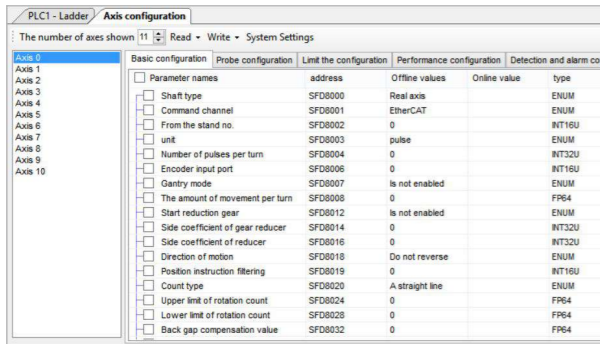 PLC1 - Ladder Axis configuration
The number of axes shown 11 Read Write System Settings
Axis 0
Axis 1
Axis 2
Axis 3
Axis 4
Axis 5
Axis 6
Axis 7
Axis 8
Axis 9
Axis 10
Basic configuration Probe configuration Limit the configuration Performance configuration Detection and alarm co
Parameter names address Offline values Online value type
Shaft type SFD8000 Real axis ENUM
Command channel SFD8001 EtherCAT ENUM
From the stand no. SFD8002 0 INT16U
unit SFD8003 pulse ENUM
Number of pulses per turn SFD8004 0 INT32U
Encoder input port SFD8006 0 INT16U
Gantry mode SFD8007 Is not enabled ENUM
The amount of movement per turn SFD8008 0 FP64
Start reduction gear SFD8012 Is not enabled ENUM
Side coefficient of gear reducer SFD8014 0 INT32U
Side coefficient of reducer SFD8016 0 INT32U
Direction of motion SFD8018 Do not reverse ENUM
Position instruction filtering SFD8019 0 INT16U
Count type SFD8020 A straight line ENUM
Upper limit of rotation count SFD8024 0 FP64
Lower limit of rotation count SFD8028 0 FP64
Back gap compensation value SFD8032 0 FP64